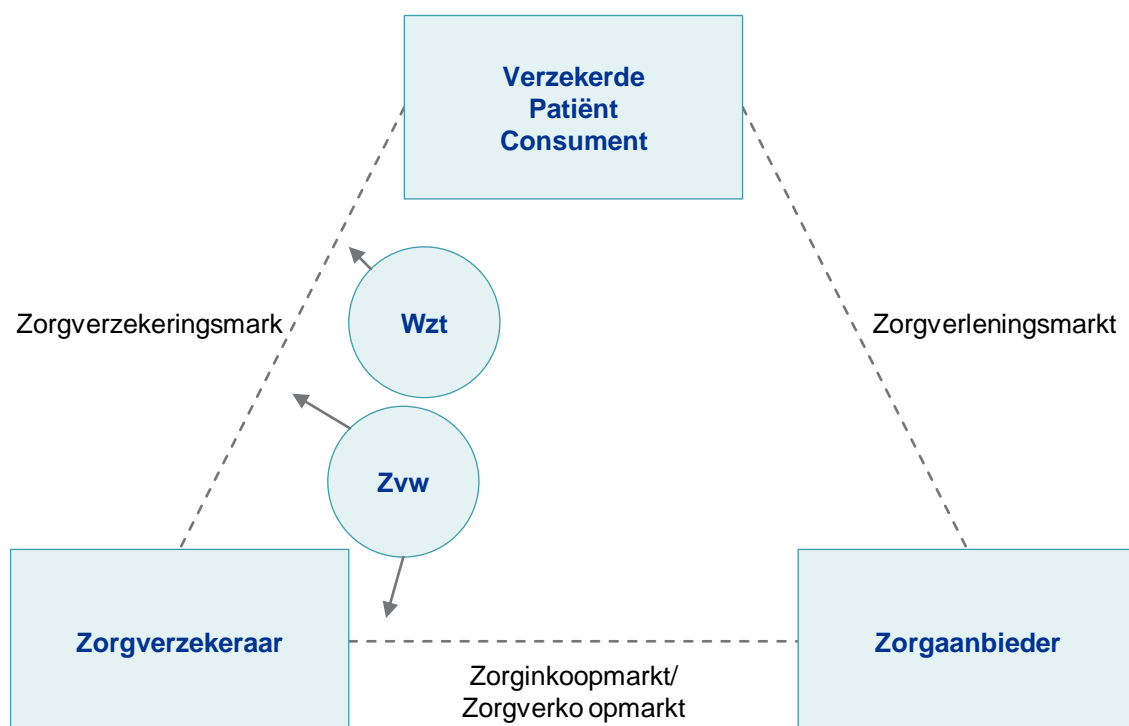 Verzekerde
Patiënt
Consument
Wzt
Zorgverzekeringsmark
Zorgverleningsmarkt
Zvw
Zorgverzekeraar
Zorgaanbieder
Zorginkoopmarkt/
Zorgverko opmarkt